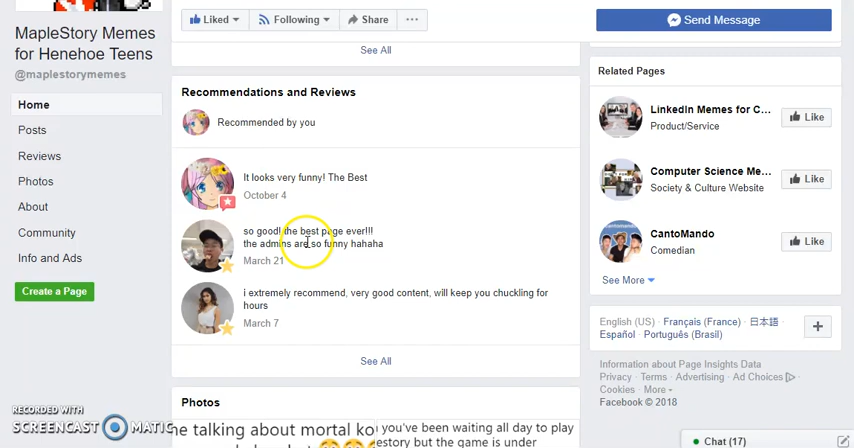 Liked
Following
Share
Send Message
MapleStory Memes
for Henehoe Teens
@maplestorymemes
Home
Posts
Reviews
Photos
About
Community
Info and Ads
Create a Page
See All
Recommendations and Reviews
Recommended by you
It looks very funny! The Best
October 4
so good! the best page ever!!!
the admins are so funny hahaha
March 21
i extremely recommend, very good content, will keep you chuckling for
hours
March 7
See All
Photos
he talking about mortal ko
you've been waiting all day to play
estory but the game is under
Related Pages
LinkedIn Memes for C...
Product/Service
Like
Computer Science Me...
Society & Culture Website
Like
CantoMando
Comedian
Like
See More
English (US) · Français (France) · 日本語 ·
Español · Português (Brasil)
Information about Page Insights Data
Privacy · Terms · Advertising · Ad Choices
Cookies · More
Facebook © 2018
Chat (17)
RECORDED WITH
SCREENCAST MATIC